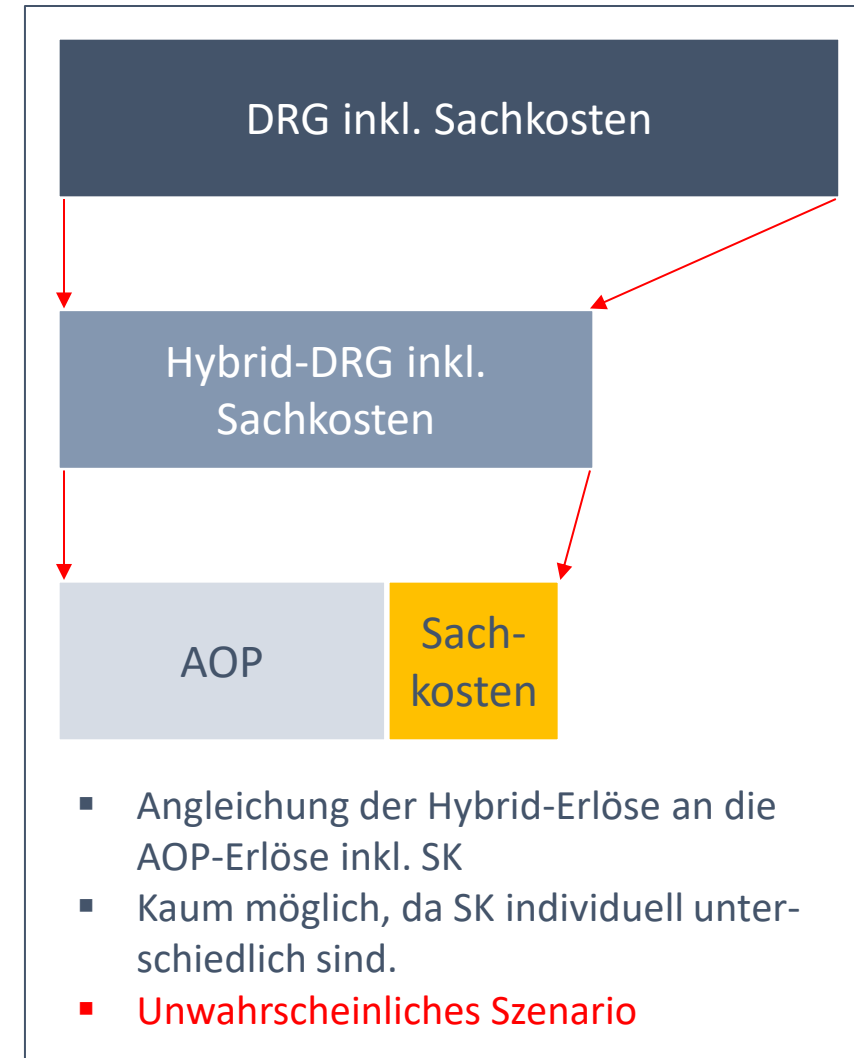 DRG inkl. Sachkosten
Hybrid-DRG inkl.
Sachkosten
AOP
Sach-
kosten
▪ Angleichung der Hybrid-Erlöse an die
AOP-Erlöse inkl. SK
▪ Kaum möglich, da SK individuell unter-
schiedlich sind.
▪ Unwahrscheinliches Szenario